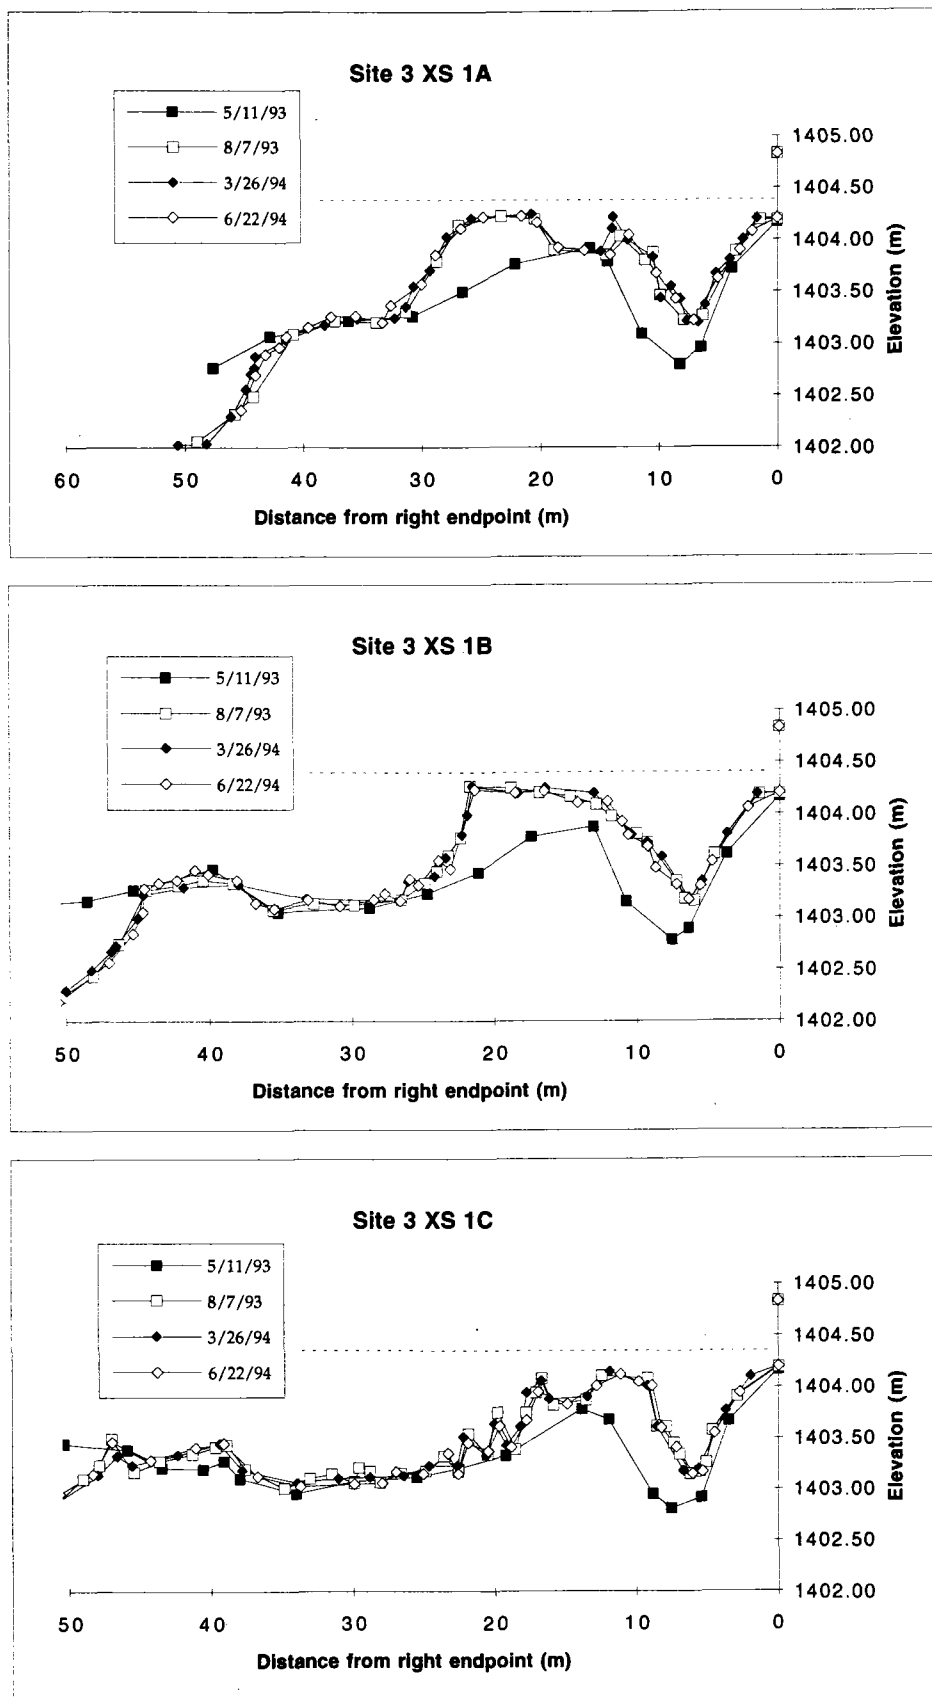 Site 3 XS 1A
5/11/93
8/7/93
3/26/94
6/22/94
1405.00
1404.50
1404.00
1403.50
1403.00
1402.50
1402.00
Elevation (m)
60 50 40 30 20 10 0
Distance from right endpoint (m)
Site 3 XS 1B
5/11/93
8/7/93
3/26/94
6/22/94
1405.00
1404.50
1404.00
1403.50
1403.00
1402.50
1402.00
Elevation (m)
50 40 30 20 10 0
Distance from right endpoint (m)
Site 3 XS 1C
5/11/93
8/7/93
3/26/94
6/22/94
1405.00
1404.50
1404.00
1403.50
1403.00
1402.50
1402.00
Elevation (m)
50 40 30 20 10 0
Distance from right endpoint (m)